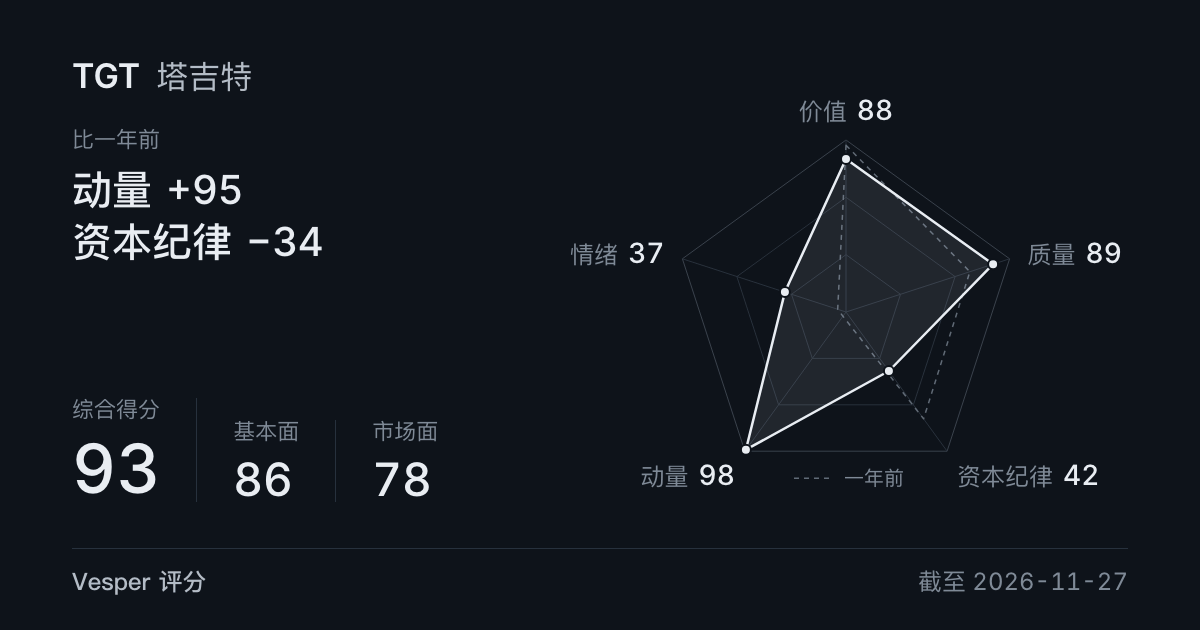 TGT 塔吉特
比一年前
动量 +95
资本纪律 −34
综合得分
93
基本面
86
市场面
78
价值 88
质量 89
情绪 37
动量 98
一年前
资本纪律 42
Vesper 评分
截至 2026-11-27